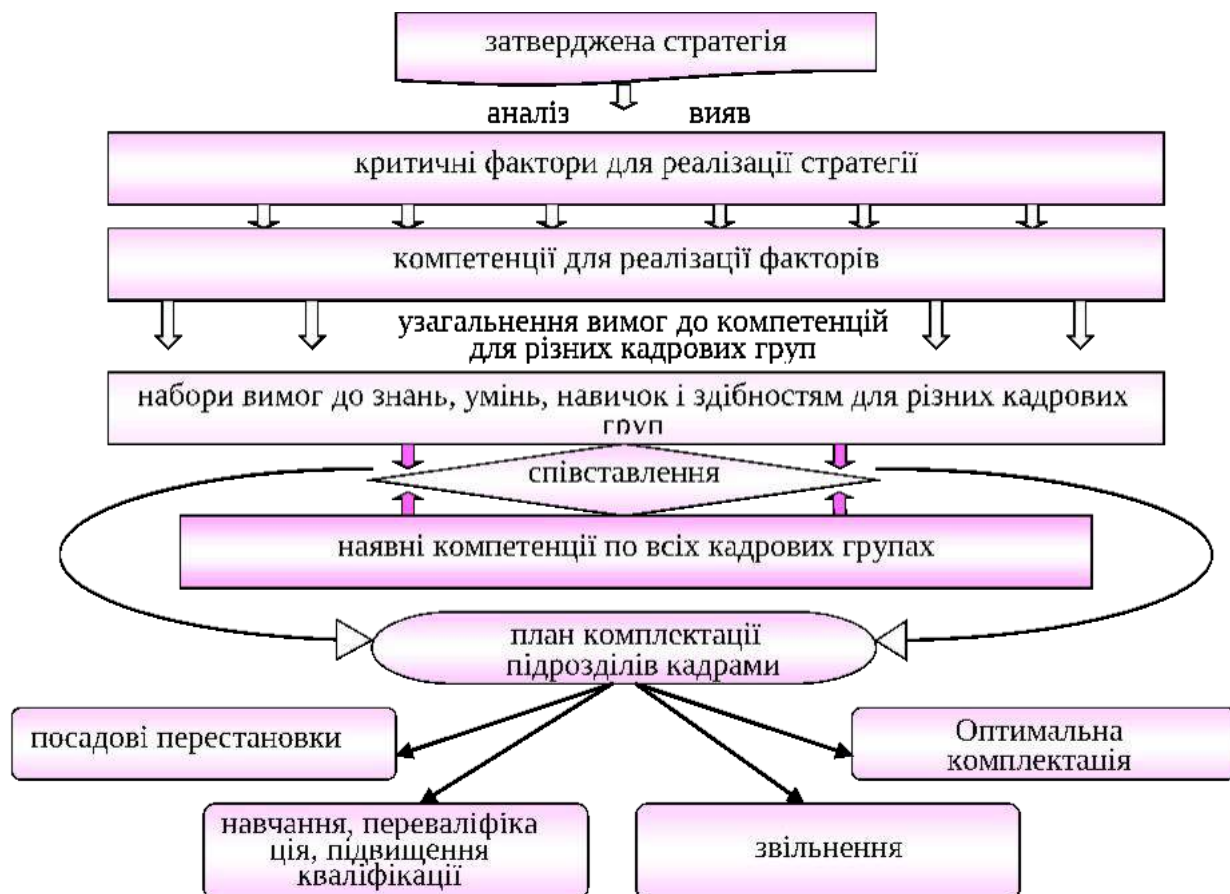 затверджена стратегія
аналіз вияв
критичні фактори для реалізації стратегії
компетенції для реалізації факторів
узагальнення вимог до компетенцій
для різних кадрових груп
набори вимог до знань, умінь, навичок і здібностям для різних кадрових
груп
співставлення
наявні компетенції по всіх кадрових групах
план комплектації
підрозділів кадрами
посадові перестановки
Оптимальна
комплектація
навчання, переваліфіка
ція, підвищення
кваліфікації
звільнення